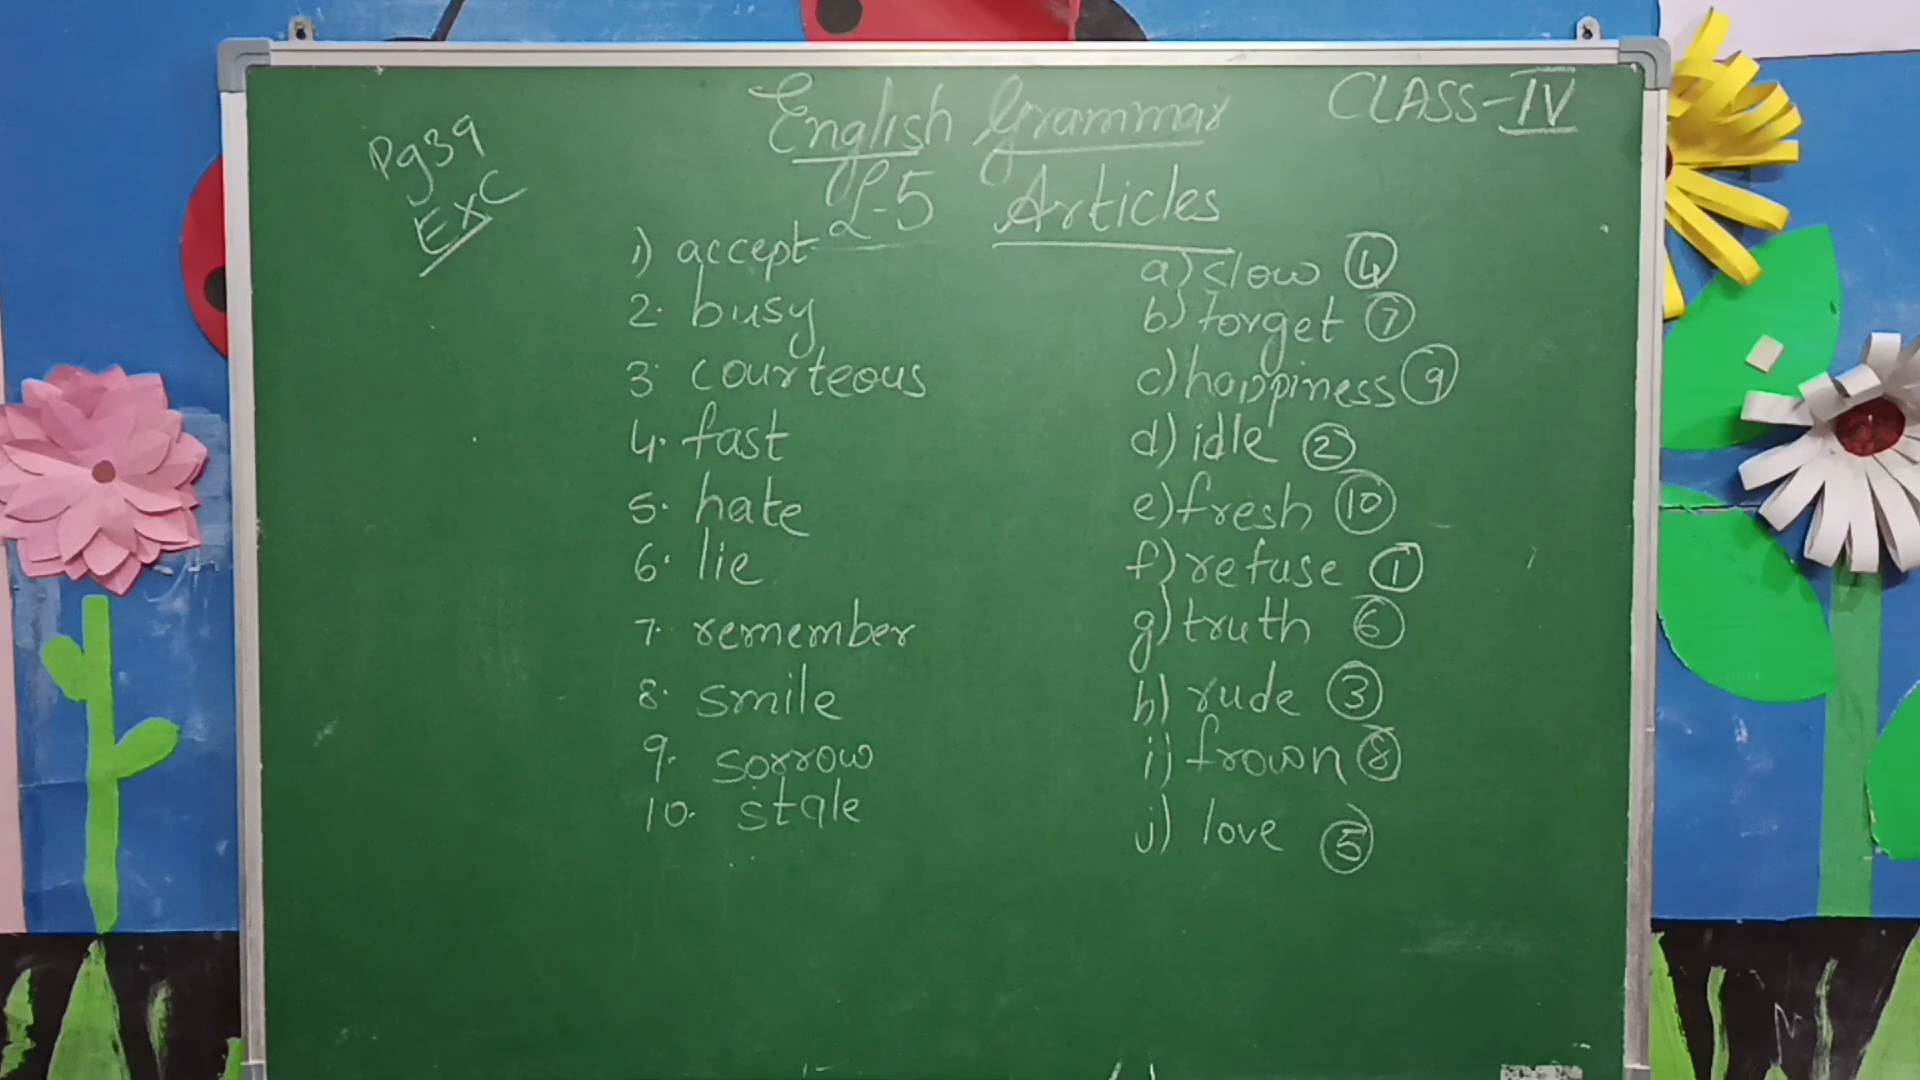 English Grammar CLASS-IV
Pg39
L-5 Articles
Ex C
1) accept a) slow 4
2. busy b) forget 7
3. courteous c) happiness 9
4. fast d) idle 2
5. hate e) fresh 10
6. lie f) refuse 1
7. remember g) truth 6
8. smile h) rude 3
9. sorrow i) frown 8
10. stale j) love 5